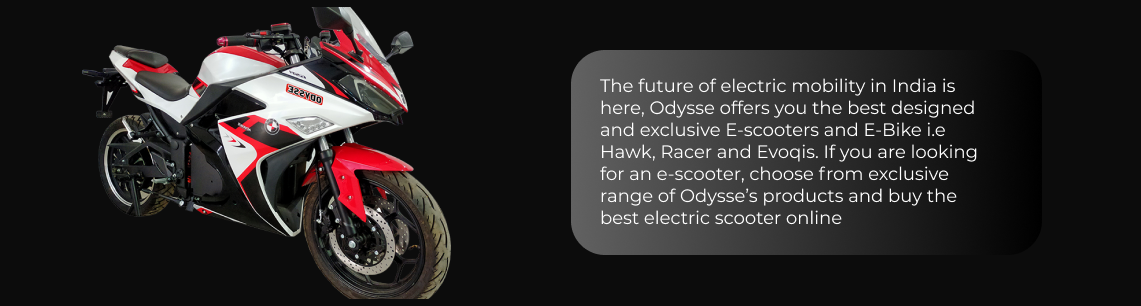 ODYSSE
The future of electric mobility in India is
here, Odysse offers you the best designed
and exclusive E-scooters and E-Bike i.e
Hawk, Racer and Evoqis. If you are looking
for an e-scooter, choose from exclusive
range of Odysse's products and buy the
best electric scooter online